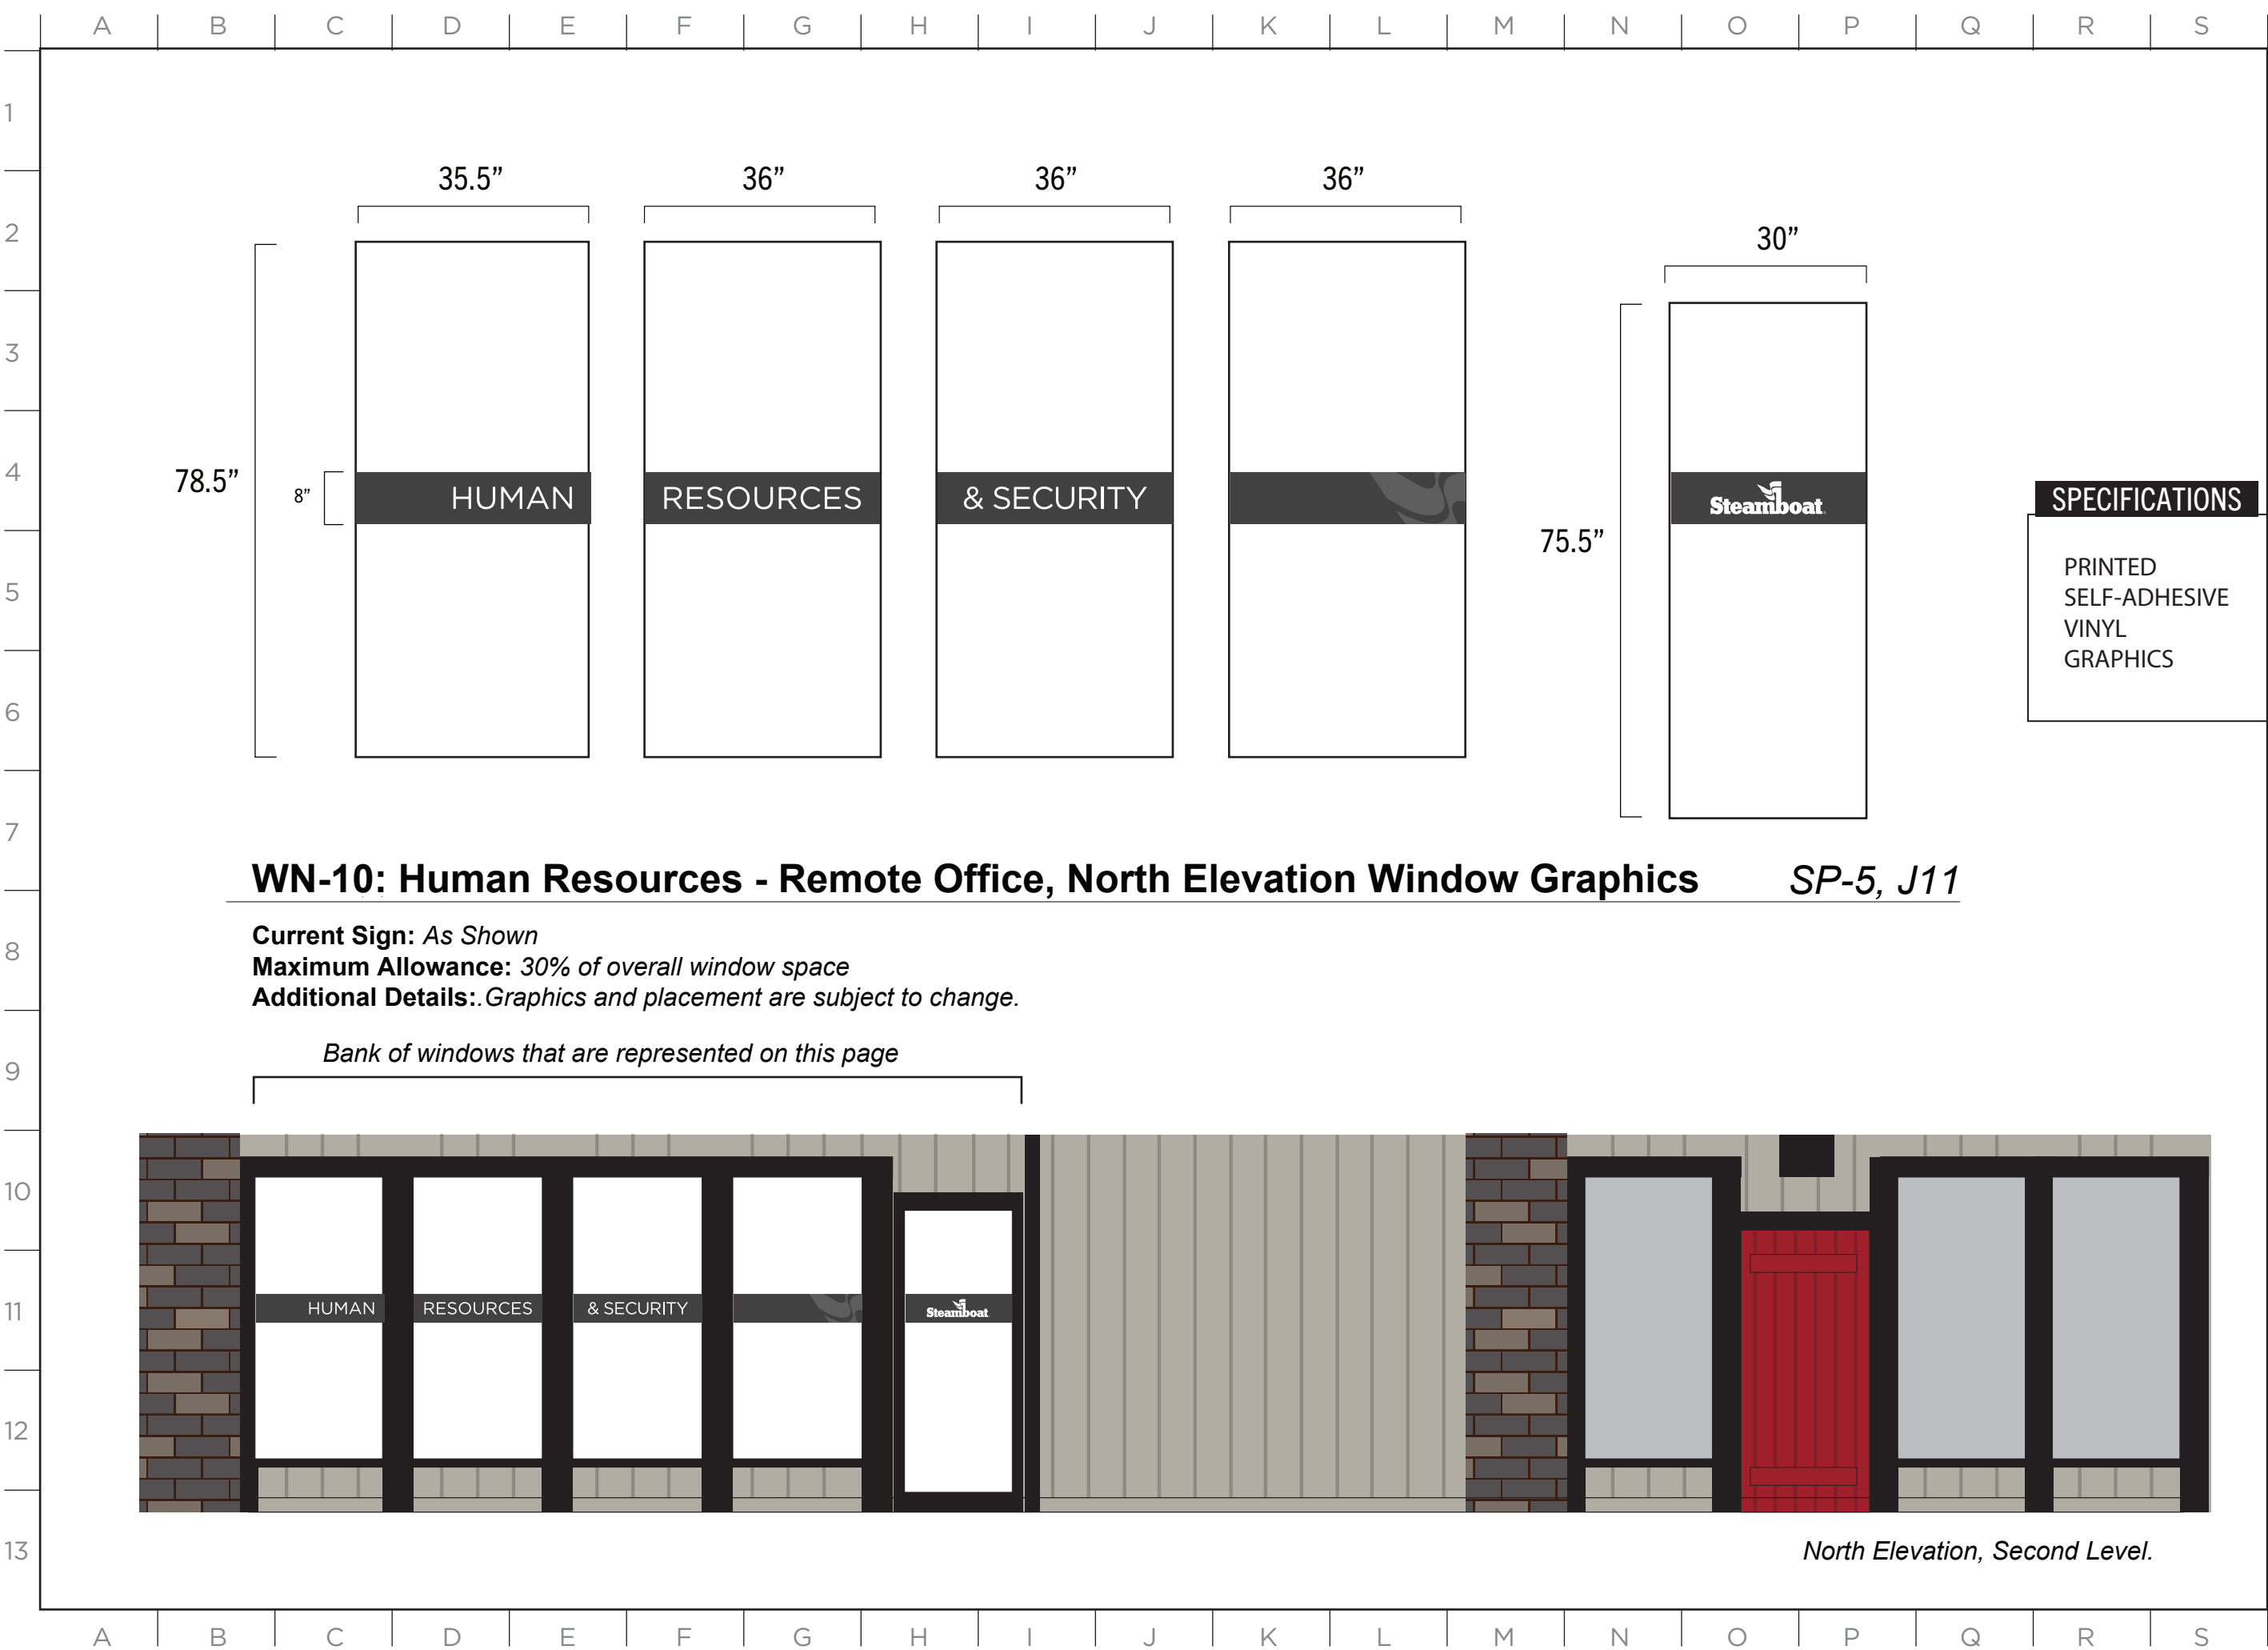 A B C D E F G H I J K L M N O P Q R S
1
35.5” 36” 36” 36”
2
30”
3
4
78.5” 8” HUMAN RESOURCES & SECURITY Steamboat
SPECIFICATIONS
75.5”
5
PRINTED
SELF-ADHESIVE
VINYL
GRAPHICS
6
7
WN-10: Human Resources - Remote Office, North Elevation Window Graphics SP-5, J11
Current Sign: As Shown
8
Maximum Allowance: 30% of overall window space
Additional Details:.Graphics and placement are subject to change.
Bank of windows that are represented on this page
9
10
11
HUMAN RESOURCES & SECURITY Steamboat
12
13
North Elevation, Second Level.
A B C D E F G H I J K L M N O P Q R S